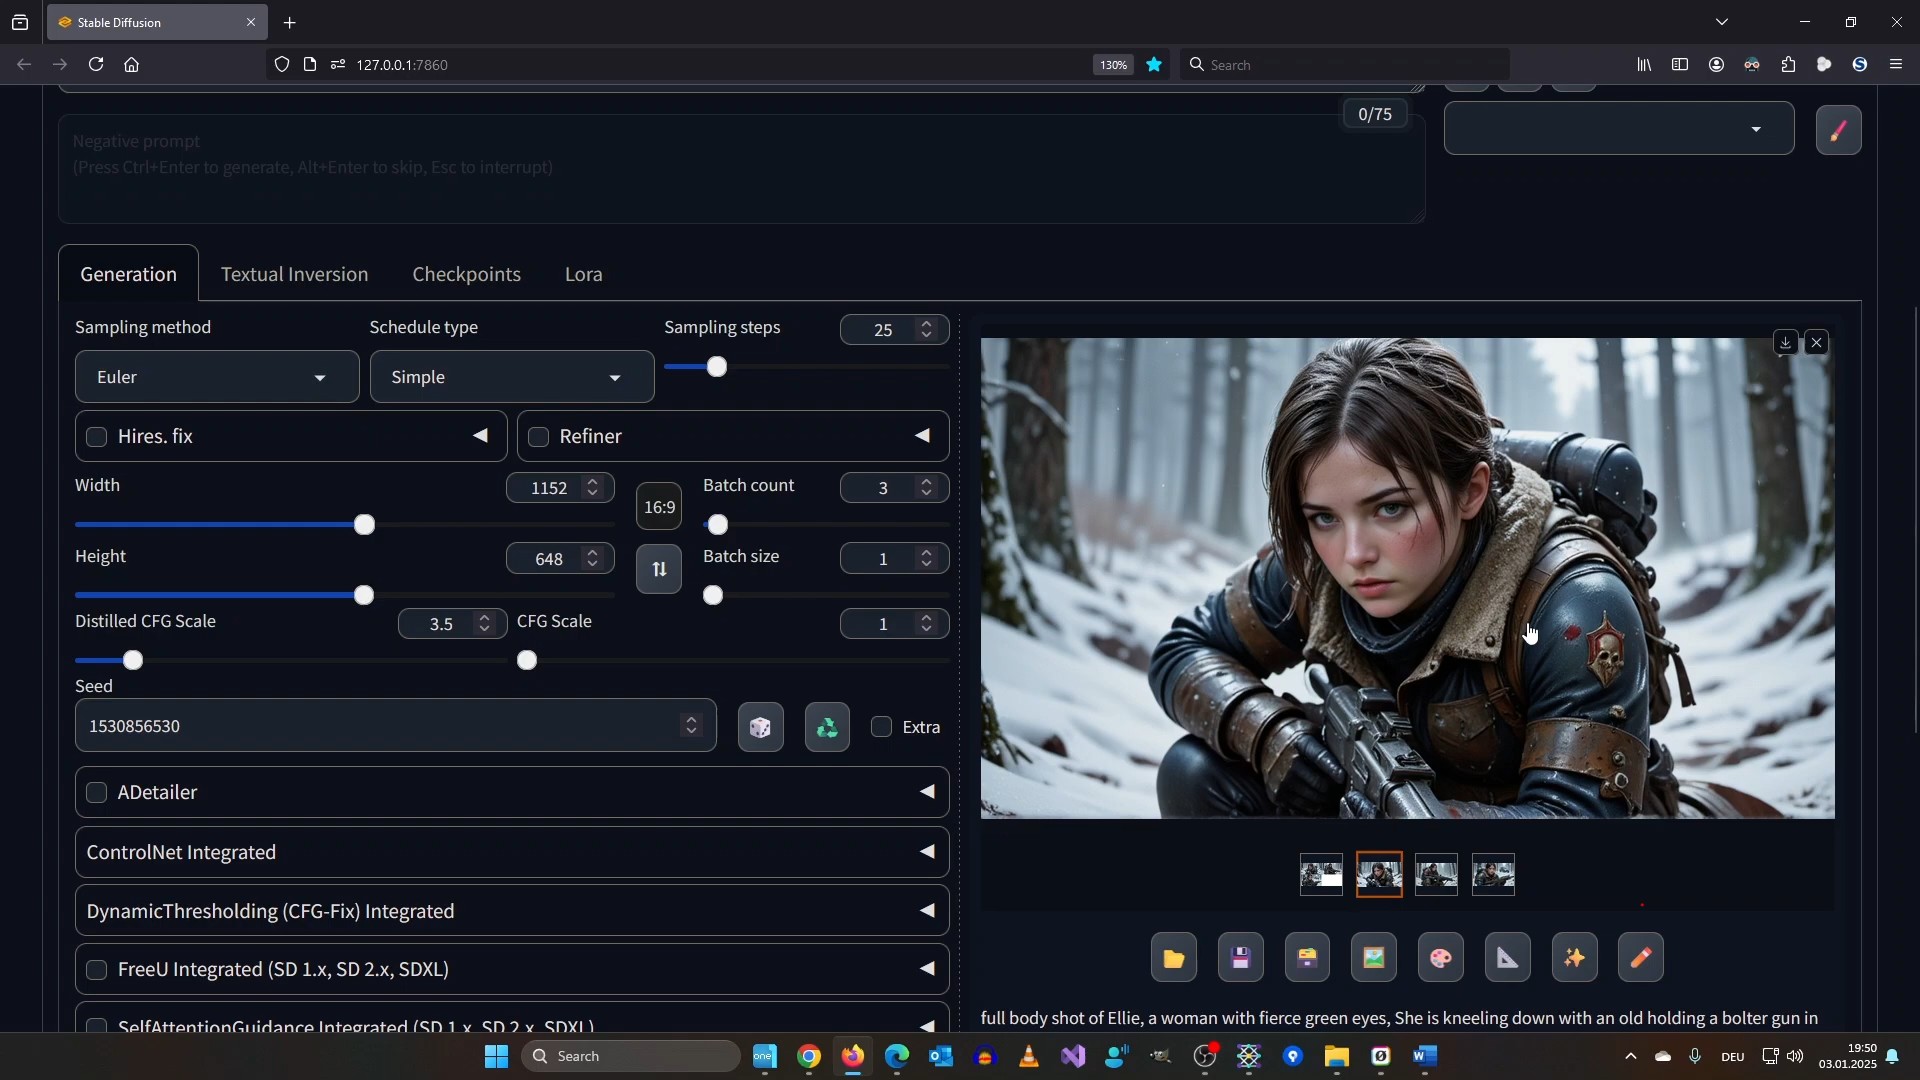 Stable Diffusion
127.0.0.1:7860
130%
Search
0/75
Negative prompt
(Press Ctrl+Enter to generate, Alt+Enter to skip, Esc to interrupt)
Generation
Textual Inversion
Checkpoints
Lora
Sampling method
Schedule type
Sampling steps
25
Euler
Simple
Hires. fix
Refiner
Width
1152
16:9
Batch count
3
Height
648
Batch size
1
Distilled CFG Scale
3.5
CFG Scale
1
Seed
1530856530
Extra
ADetailer
ControlNet Integrated
DynamicThresholding (CFG-Fix) Integrated
FreeU Integrated (SD 1.x, SD 2.x, SDXL)
SelfAttentionGuidance Integrated (SD 1.x, SD 2.x, SDXL)
full body shot of Ellie, a woman with fierce green eyes, She is kneeling down with an old holding a bolter gun in
Search
one
DEU
19:50
03.01.2025